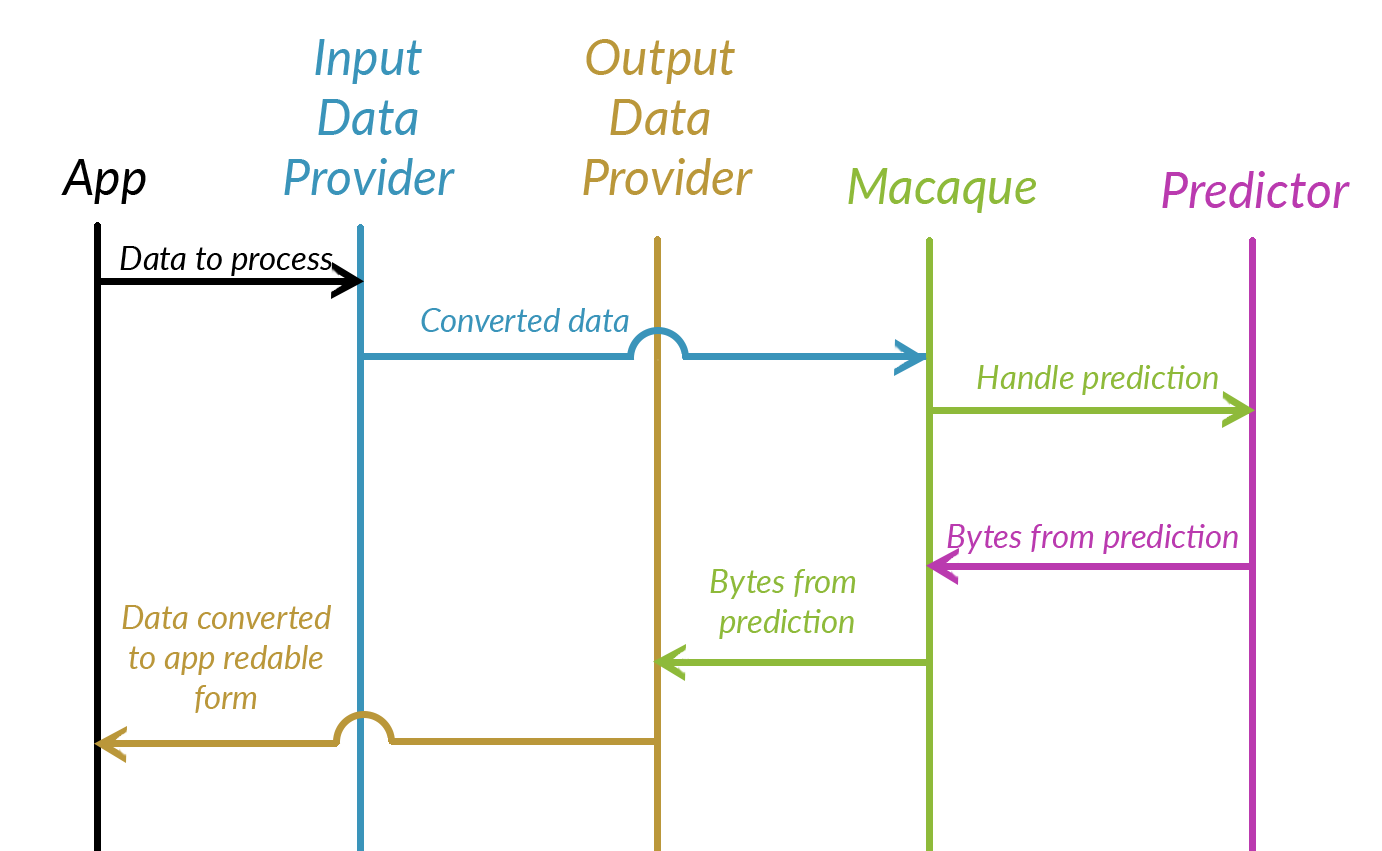 App
Input
Data
Provider
Output
Data
Provider
Macaque
Predictor
Data to process
Converted data
Handle prediction
Bytes from prediction
Bytes from
prediction
Data converted
to app redable
form